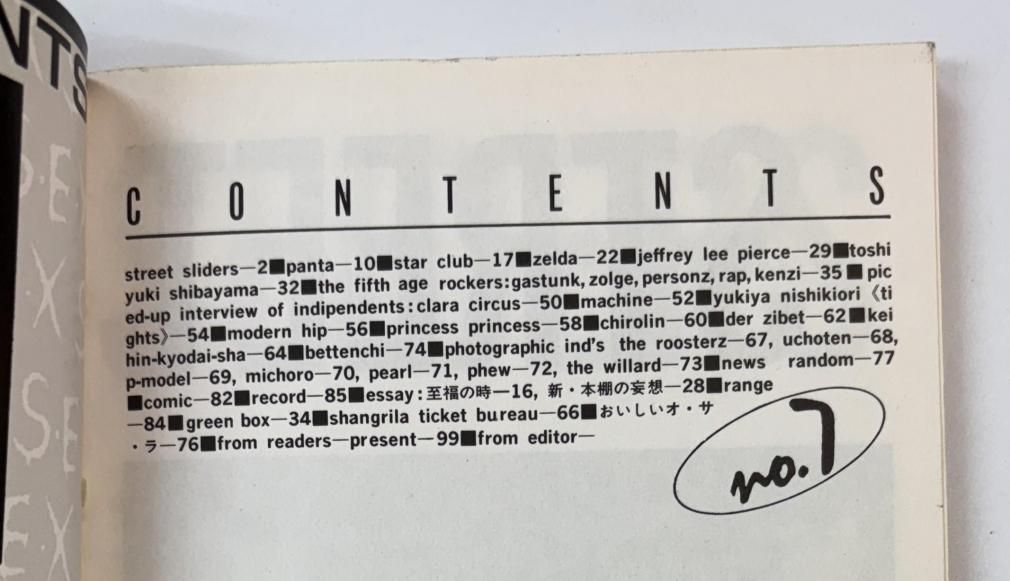 NTS
CONTENTS
street sliders—2■panta—10■star club—17■zelda—22■jeffrey lee pierce—29■toshi
yuki shibayama—32■the fifth age rockers:gastunk, zolge, personz, rap, kenzi—35■pic
ed-up interview of indipendents:clara circus—50■machine—52■yukiya nishikiori《ti
ghts》—54■modern hip—56■princess princess—58■chirolin—60■der zibet—62■kei
hin-kyodai-sha—64■bettenchi—74■photographic ind's the roosterz—67, uchoten—68,
p-model—69, michoro—70, pearl—71, phew—72, the willard—73■news random—77
■comic—82■record—85■essay:至福の時—16, 新・本棚の妄想—28■range
—84■green box—34■shangrila ticket bureau—66■おいしいオ・サ
・ラ—76■from readers—present—99■from editor—
no.7